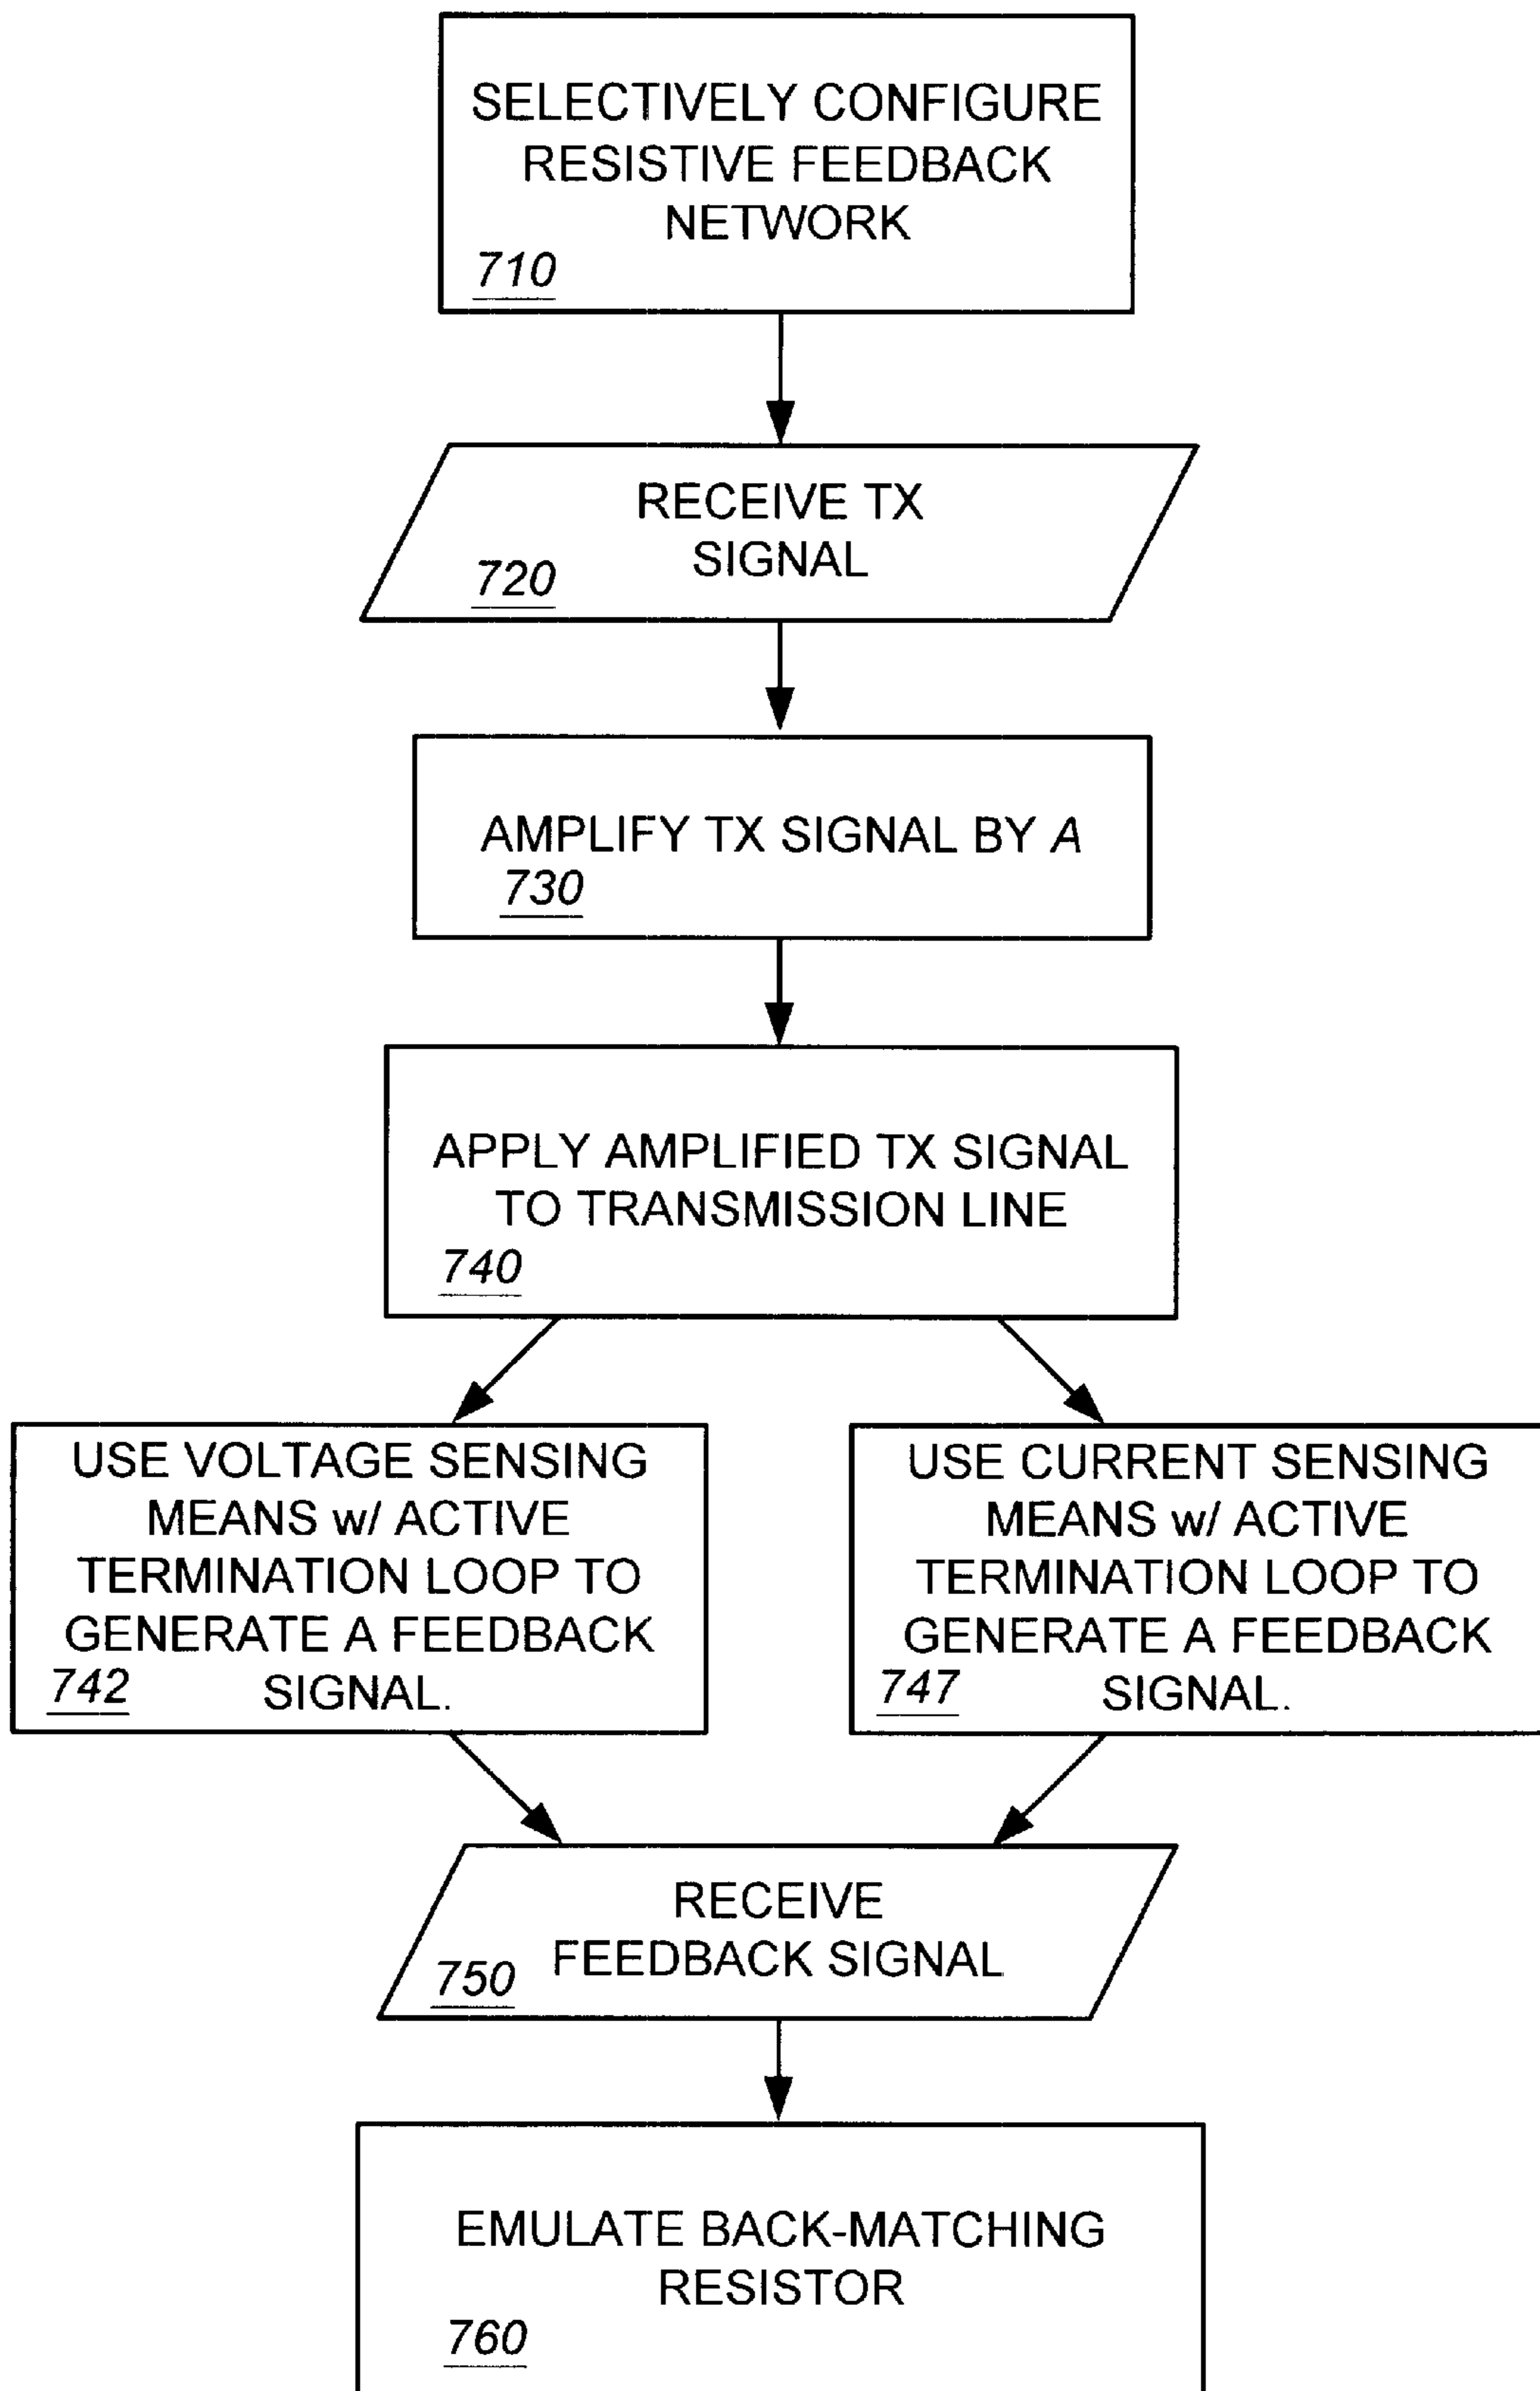 SELECTIVELY CONFIGURE
RESISTIVE FEEDBACK
NETWORK
710
RECEIVE TX
SIGNAL
720
AMPLIFY TX SIGNAL BY A
730
APPLY AMPLIFIED TX SIGNAL
TO TRANSMISSION LINE
740
USE VOLTAGE SENSING
MEANS w/ ACTIVE
TERMINATION LOOP TO
GENERATE A FEEDBACK
742 SIGNAL.
USE CURRENT SENSING
MEANS w/ ACTIVE
TERMINATION LOOP TO
GENERATE A FEEDBACK
747 SIGNAL.
RECEIVE
FEEDBACK SIGNAL
750
EMULATE BACK-MATCHING
RESISTOR
760